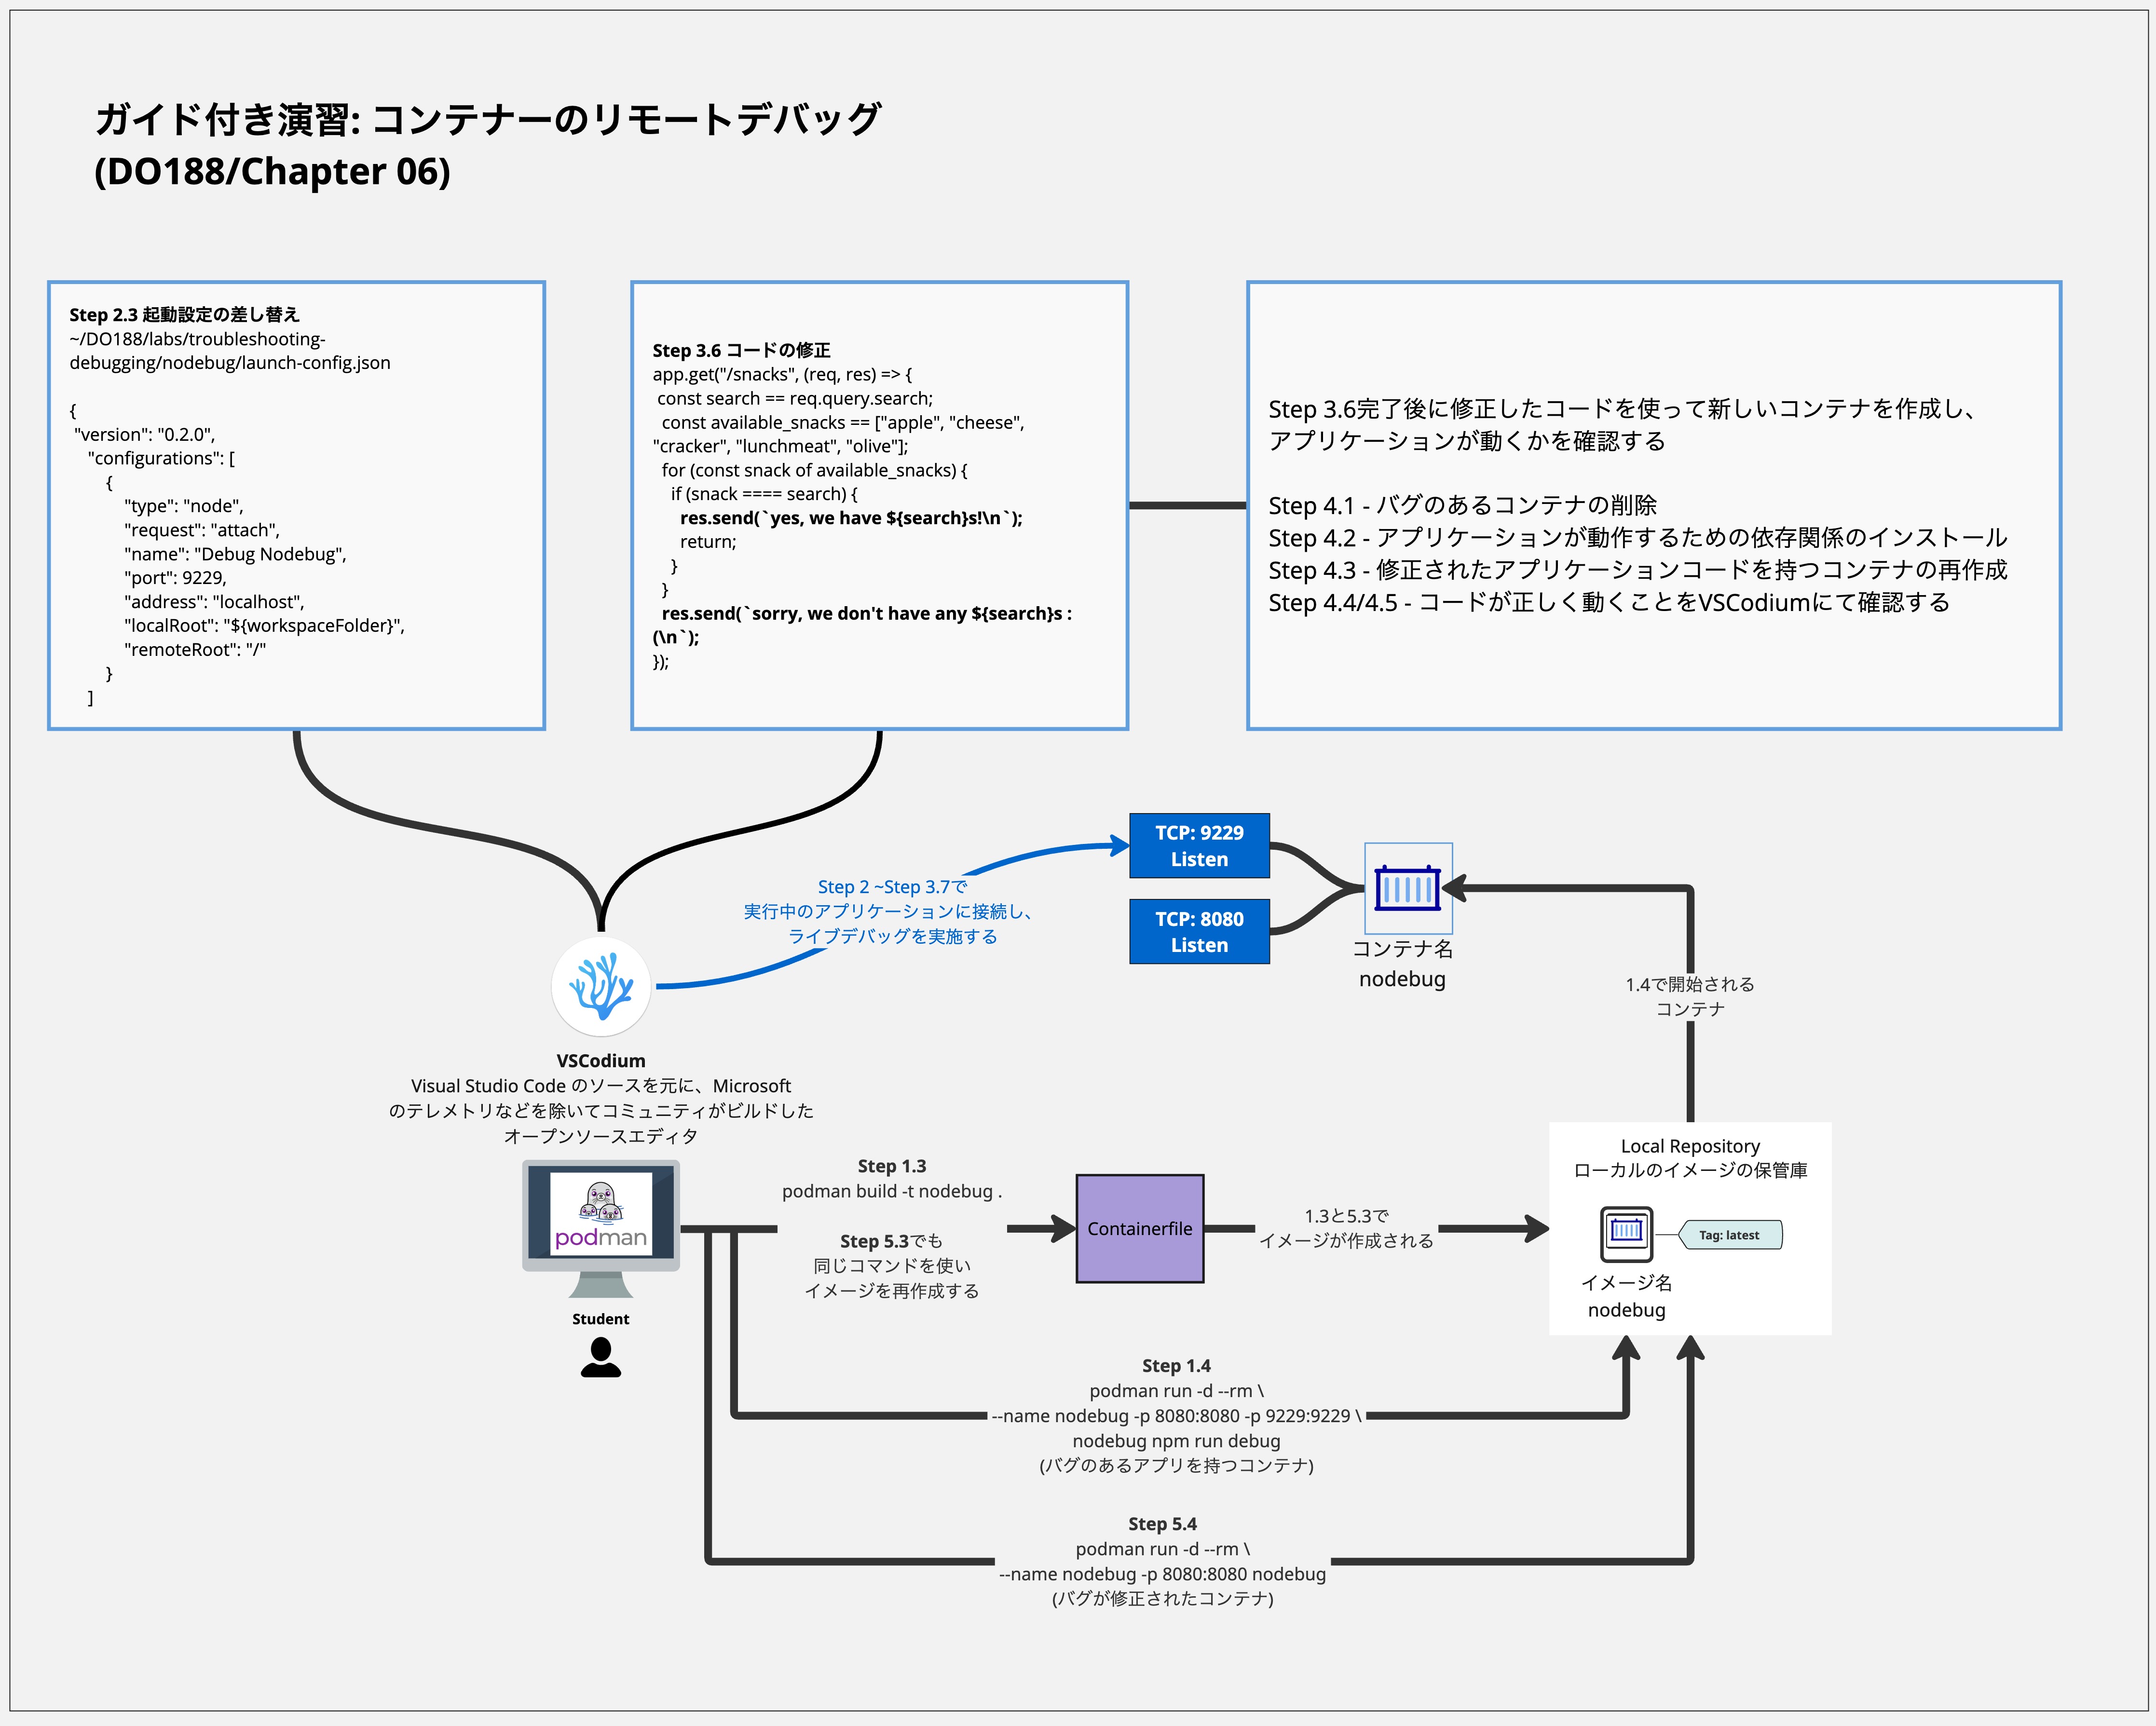 ガイド付き演習: コンテナーのリモートデバッグ
(DO188/Chapter 06)
Step 2.3 起動設定の差し替え
~/DO188/labs/troubleshooting-
debugging/nodebug/launch-config.json
{
"version": "0.2.0",
"configurations": [
{
"type": "node",
"request": "attach",
"name": "Debug Nodebug",
"port": 9229,
"address": "localhost",
"localRoot": "${workspaceFolder}",
"remoteRoot": "/"
}
]
Step 3.6 コードの修正
app.get("/snacks", (req, res) => {
const search == req.query.search;
const available_snacks == ["apple", "cheese",
"cracker", "lunchmeat", "olive"];
for (const snack of available_snacks) {
if (snack ==== search) {
res.send(`yes, we have ${search}s!\n`);
return;
}
}
res.send(`sorry, we don't have any ${search}s :
(\n`);
});
Step 3.6完了後に修正したコードを使って新しいコンテナを作成し、
アプリケーションが動くかを確認する
Step 4.1 - バグのあるコンテナの削除
Step 4.2 - アプリケーションが動作するための依存関係のインストール
Step 4.3 - 修正されたアプリケーションコードを持つコンテナの再作成
Step 4.4/4.5 - コードが正しく動くことをVSCodiumにて確認する
TCP: 9229
Listen
TCP: 8080
Listen
Step 2 ~Step 3.7で
実行中のアプリケーションに接続し、
ライブデバッグを実施する
コンテナ名
nodebug
1.4で開始される
コンテナ
VSCodium
Visual Studio Code のソースを元に、Microsoft
のテレメトリなどを除いてコミュニティがビルドした
オープンソースエディタ
podman
Student
Step 1.3
podman build -t nodebug .
Step 5.3でも
同じコマンドを使い
イメージを再作成する
Containerfile
1.3と5.3で
イメージが作成される
Local Repository
ローカルのイメージの保管庫
Tag: latest
イメージ名
nodebug
Step 1.4
podman run -d --rm \
--name nodebug -p 8080:8080 -p 9229:9229 \
nodebug npm run debug
(バグのあるアプリを持つコンテナ)
Step 5.4
podman run -d --rm \
--name nodebug -p 8080:8080 nodebug
(バグが修正されたコンテナ)